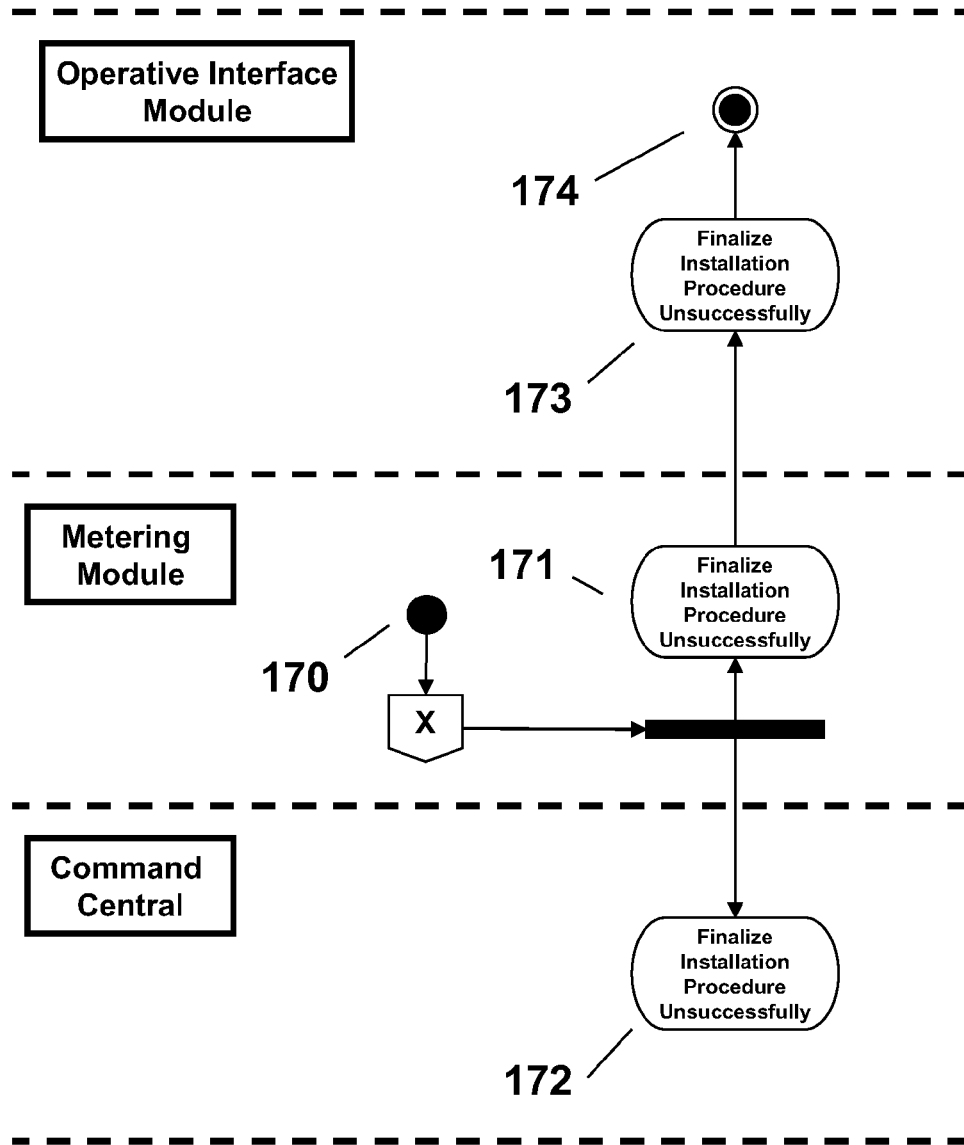 Operative Interface
Module
174
Finalize
Installation
Procedure
Unsuccessfully
173
Metering
Module
171
Finalize
Installation
Procedure
Unsuccessfully
170
X
Command
Central
Finalize
Installation
Procedure
Unsuccessfully
172